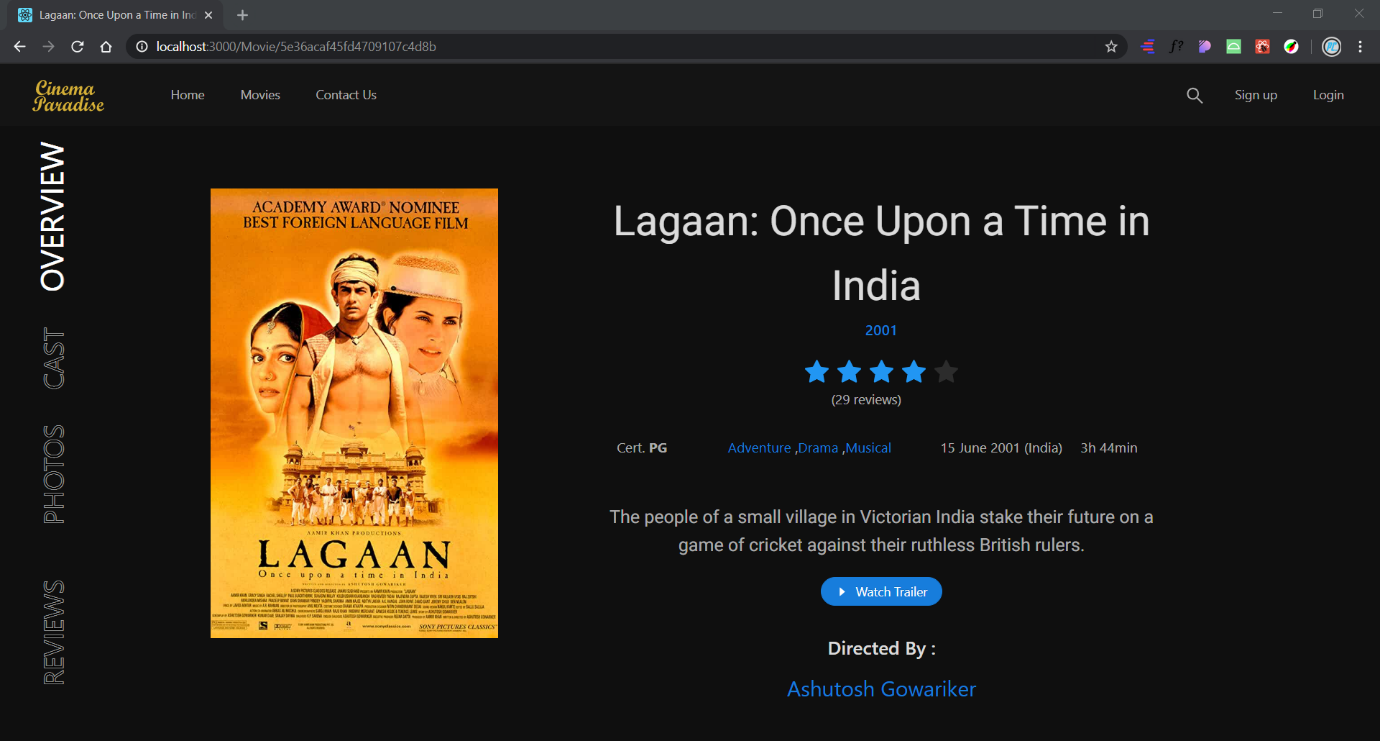 Lagaan: Once Upon a Time in Ind
localhost:3000/Movie/5e36acaf45fd4709107c4d8b
f?
Cinema
Paradise
Home
Movies
Contact Us
Sign up
Login
OVERVIEW
CAST
PHOTOS
REVIEWS
ACADEMY AWARD® NOMINEE
BEST FOREIGN LANGUAGE FILM
AAMIR KHAN PRODUCTIONS
LAGAAN
Once upon a time in India
SONY PICTURES CLASSICS
Lagaan: Once Upon a Time in
India
2001
(29 reviews)
Cert. PG
Adventure ,Drama ,Musical
15 June 2001 (India)
3h 44min
The people of a small village in Victorian India stake their future on a
game of cricket against their ruthless British rulers.
Watch Trailer
Directed By :
Ashutosh Gowariker